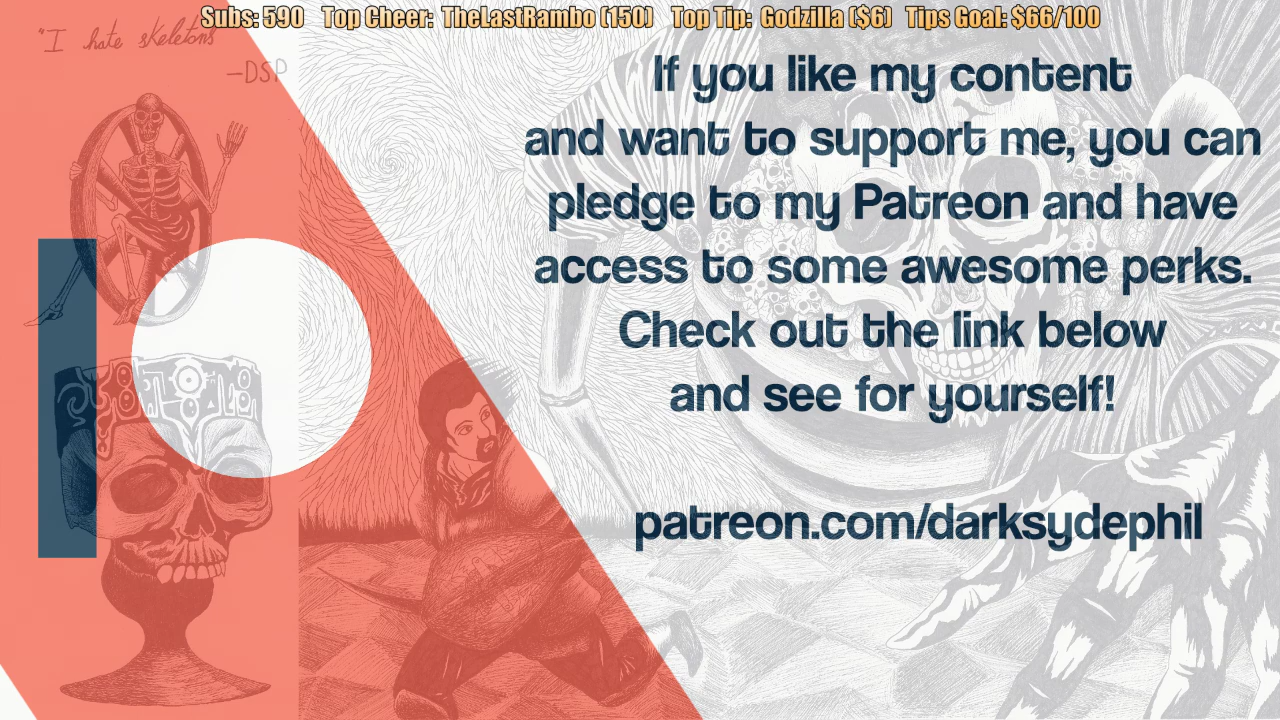 Subs: 590 Top Cheer: TheLastRambo (150) Top Tip: Godzilla ($6) Tips Goal: $66/100
"I hate skeletons"
-DSP
If you like my content
and want to support me, you can
pledge to my Patreon and have
access to some awesome perks.
Check out the link below
and see for yourself!
patreon.com/darksydephil